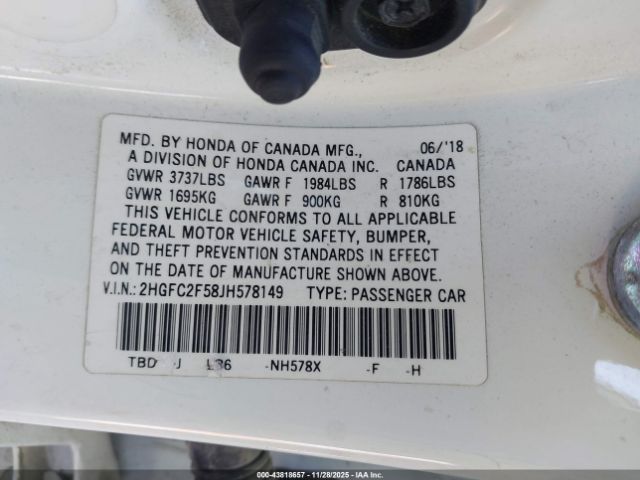 MFD. BY HONDA OF CANADA MFG., 06/'18
A DIVISION OF HONDA CANADA INC. CANADA
GVWR 3737LBS GAWR F 1984LBS R 1786LBS
GVWR 1695KG GAWR F 900KG R 810KG
THIS VEHICLE CONFORMS TO ALL APPLICABLE
FEDERAL MOTOR VEHICLE SAFETY, BUMPER,
AND THEFT PREVENTION STANDARDS IN EFFECT
ON THE DATE OF MANUFACTURE SHOWN ABOVE.
V.I.N.: 2HGFC2F58JH578149 TYPE: PASSENGER CAR
TBD -NH578X -F -H
000-43818657 | 11/28/2025 | IAA Inc.